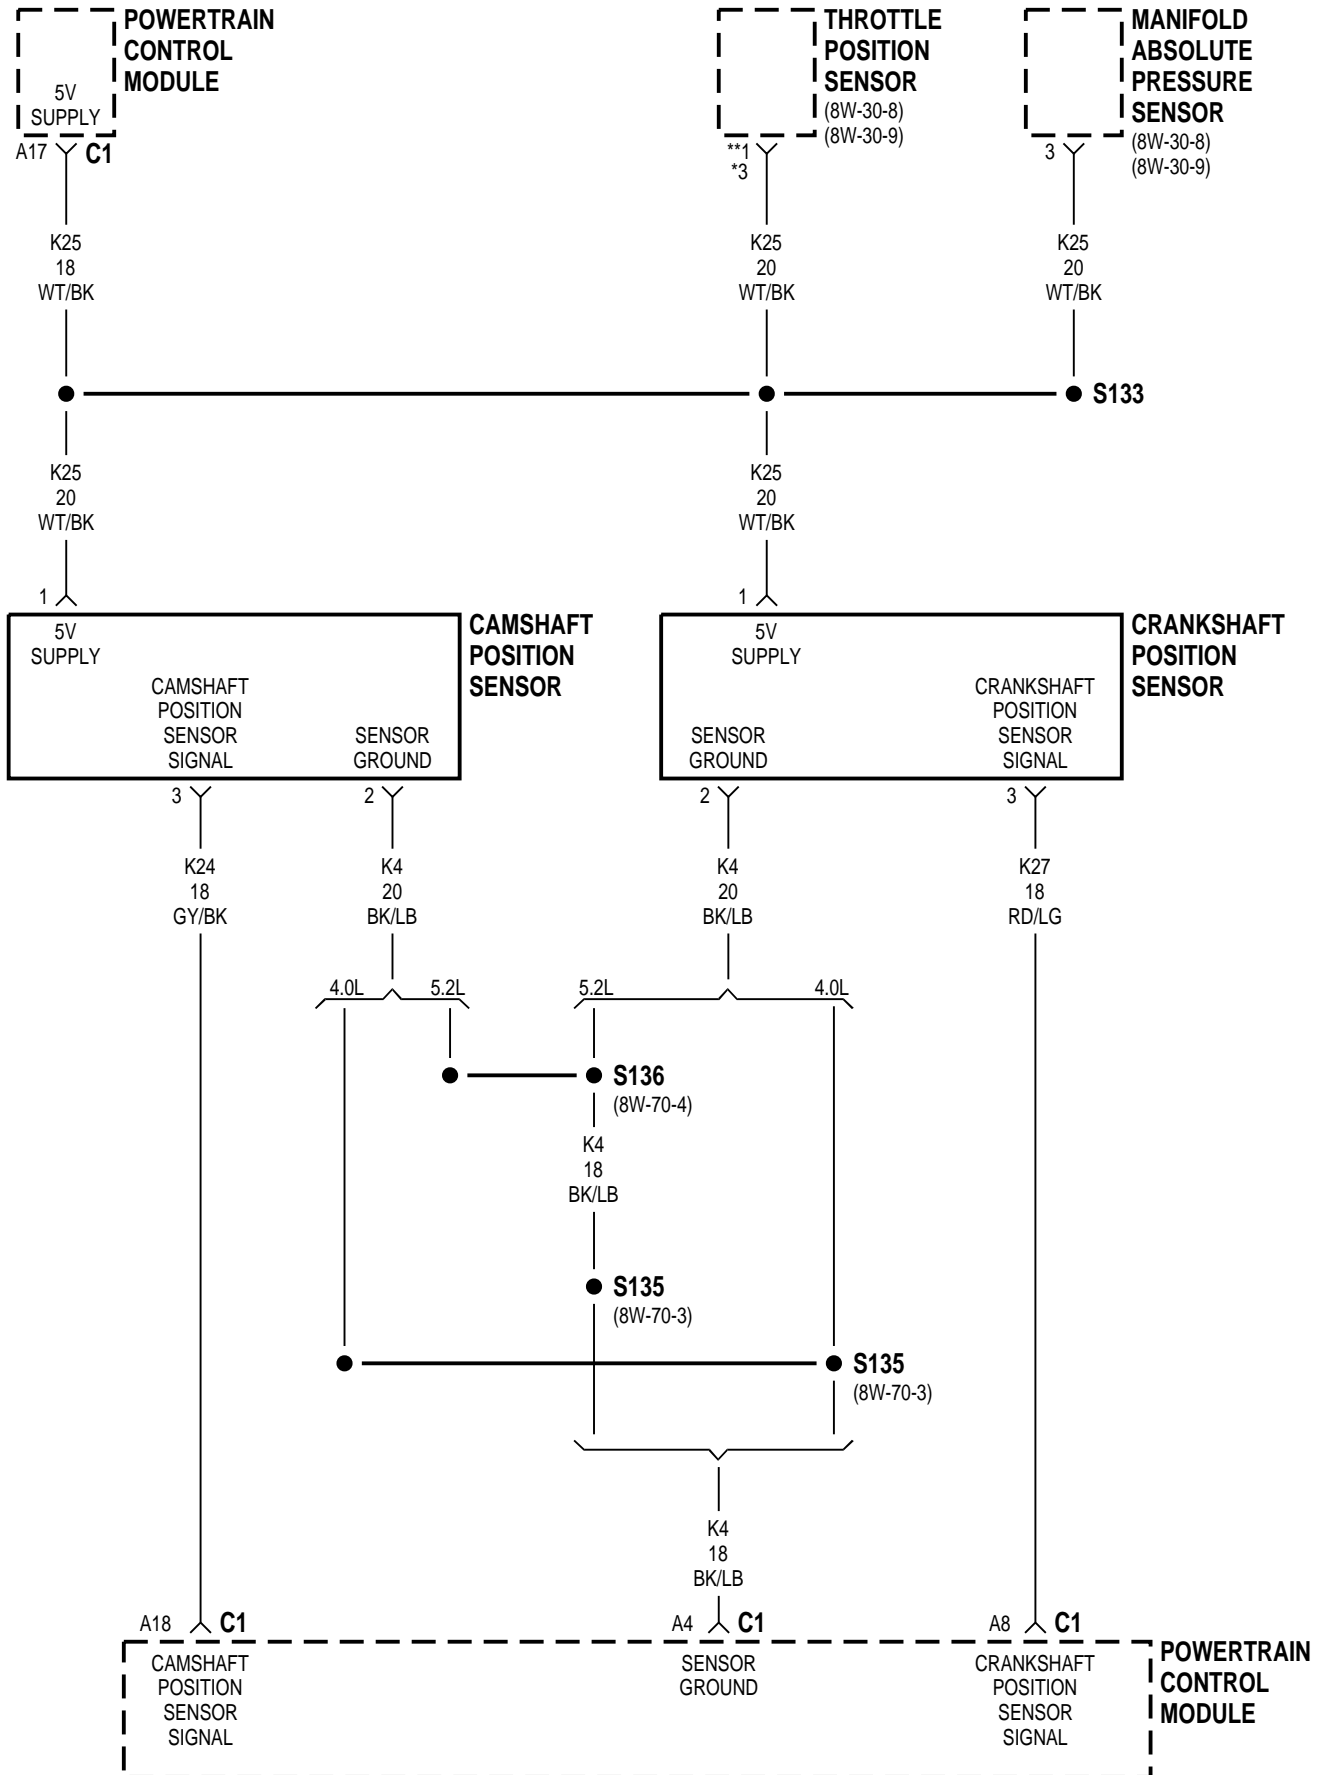 POWERTRAIN
CONTROL
MODULE
5V
SUPPLY
A17
C1
THROTTLE
POSITION
SENSOR
(8W-30-8)
(8W-30-9)
**1
*3
MANIFOLD
ABSOLUTE
PRESSURE
SENSOR
(8W-30-8)
(8W-30-9)
3
K25
18
WT/BK
K25
20
WT/BK
K25
20
WT/BK
S133
K25
20
WT/BK
K25
20
WT/BK
1
5V
SUPPLY
CAMSHAFT
POSITION
SENSOR
SIGNAL
SENSOR
GROUND
CAMSHAFT
POSITION
SENSOR
1
5V
SUPPLY
SENSOR
GROUND
CRANKSHAFT
POSITION
SENSOR
SIGNAL
CRANKSHAFT
POSITION
SENSOR
3
2
2
3
K24
18
GY/BK
K4
20
BK/LB
K4
20
BK/LB
K27
18
RD/LG
4.0L
5.2L
5.2L
4.0L
S136
(8W-70-4)
K4
18
BK/LB
S135
(8W-70-3)
S135
(8W-70-3)
K4
18
BK/LB
A18
C1
A4
C1
A8
C1
CAMSHAFT
POSITION
SENSOR
SIGNAL
SENSOR
GROUND
CRANKSHAFT
POSITION
SENSOR
SIGNAL
POWERTRAIN
CONTROL
MODULE